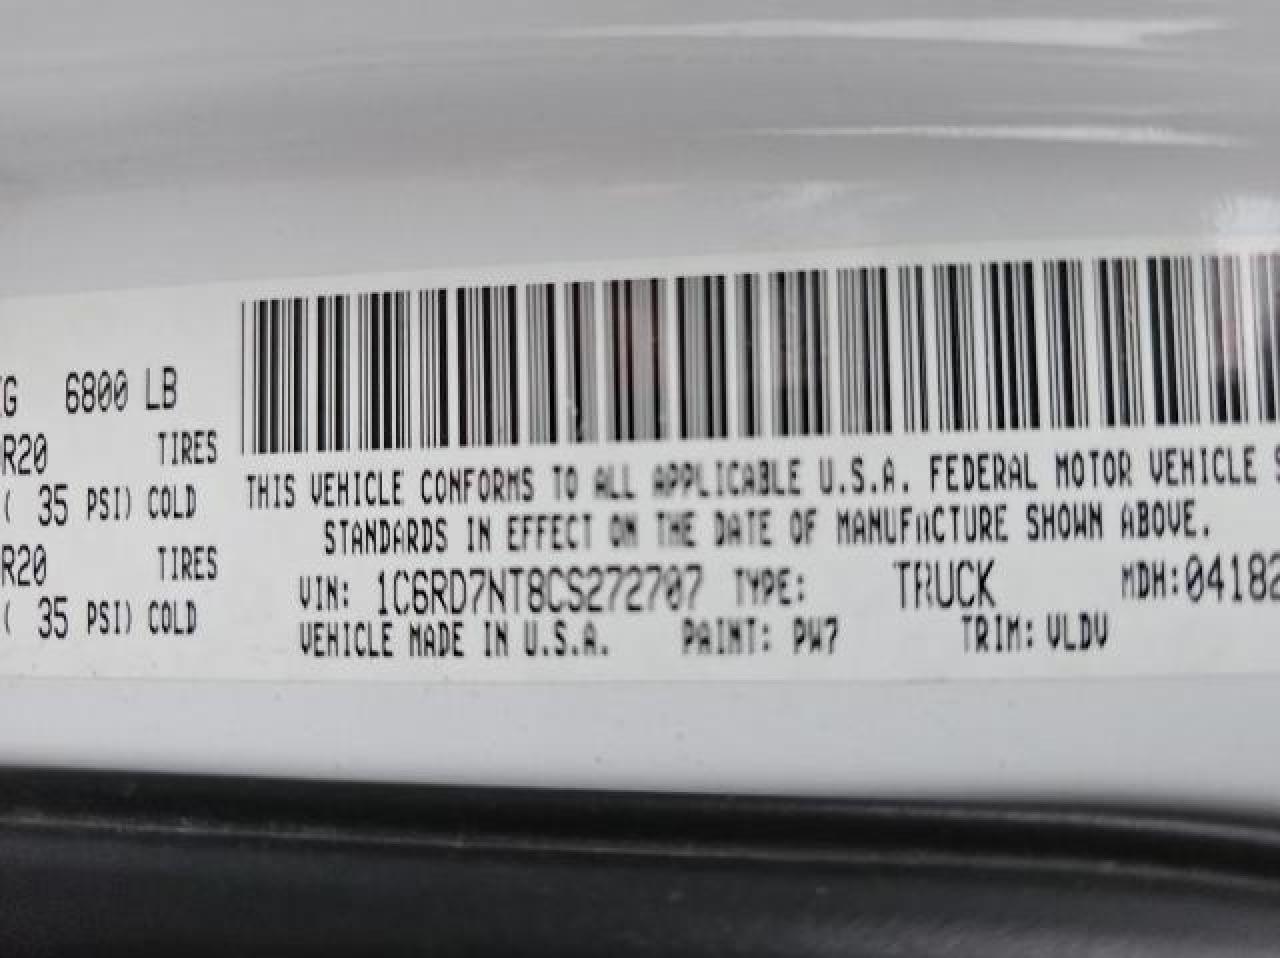 KG 6800 LB
R20 TIRES
( 35 PSI) COLD
R20 TIRES
( 35 PSI) COLD
THIS VEHICLE CONFORMS TO ALL APPLICABLE U.S.A. FEDERAL MOTOR VEHICLE S
STANDARDS IN EFFECT ON THE DATE OF MANUFACTURE SHOWN ABOVE.
VIN: 1C6RD7NT8CS272707 TYPE: TRUCK MDH:04182
VEHICLE MADE IN U.S.A. PAINT: PW7 TRIM: VLDV